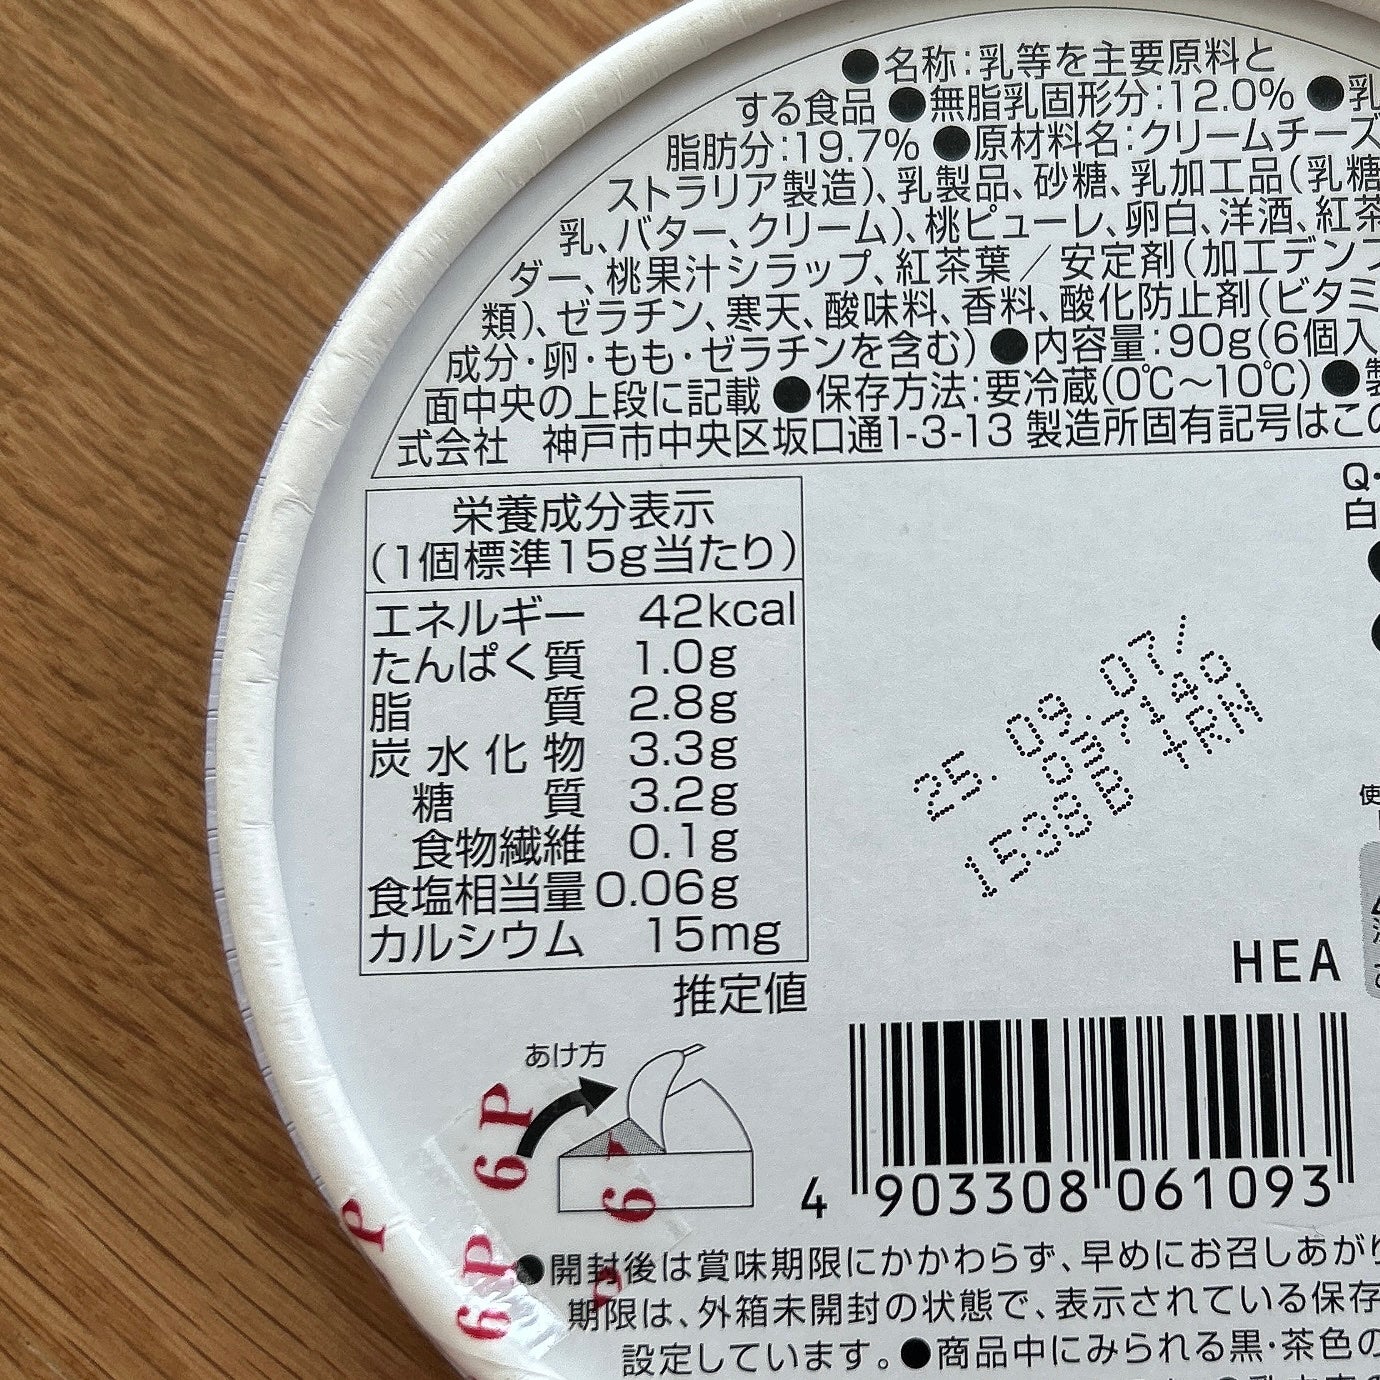 ●名称:乳等を主要原料と
する食品 ●無脂乳固形分:12.0% ●乳
脂肪分:19.7% ●原材料名:クリームチーズ
ストラリア製造)、乳製品、砂糖、乳加工品(乳糖
乳、バター、クリーム)、桃ピューレ、卵白、洋酒、紅茶
ダー、桃果汁シラップ、紅茶葉／安定剤(加工デンプ
類)、ゼラチン、寒天、酸味料、香料、酸化防止剤(ビタミ
成分・卵・もも・ゼラチンを含む) ●内容量:90g(6個入
面中央の上段に記載 ●保存方法:要冷蔵(0℃～10℃) ●製
式会社 神戸市中央区坂口通1-3-13 製造所固有記号はこの
栄養成分表示
(1個標準15g当たり)
エネルギー 42kcal
たんぱく質 1.0g
脂質 2.8g
炭水化物 3.3g
糖質 3.2g
食物繊維 0.1g
食塩相当量 0.06g
カルシウム 15mg
推定値
Q・
白
25.09.07/
1538B +RN
使
HEA
あけ方
6P
6P
P
4 903308 061093
●開封後は賞味期限にかかわらず、早めにお召しあがり
期限は、外箱未開封の状態で、表示されている保存
設定しています。●商品中にみられる黒・茶色の